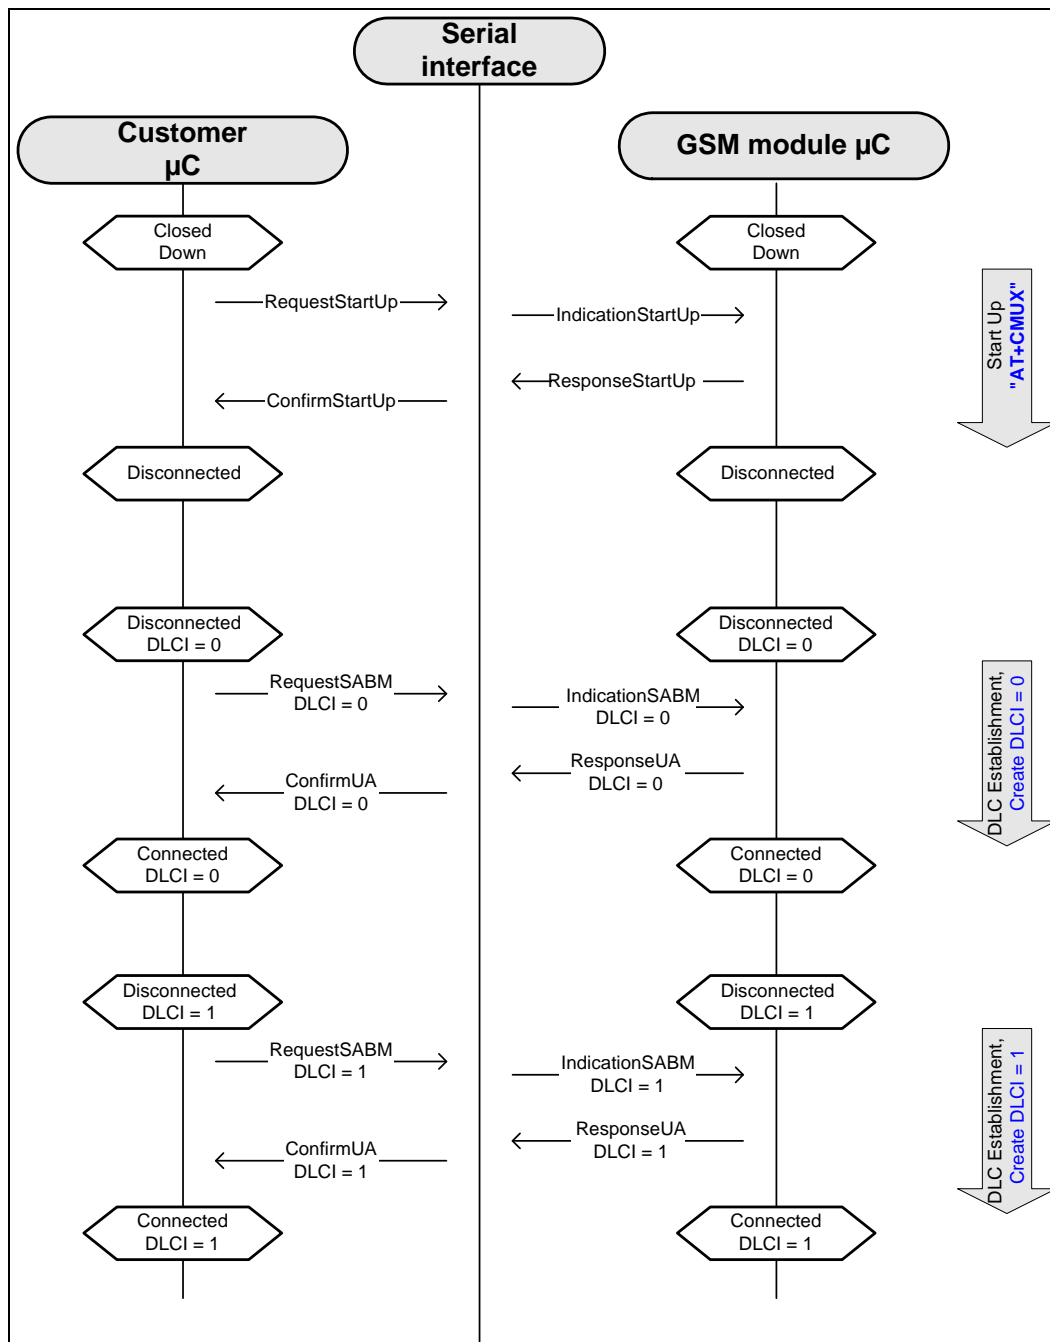 Serial
interface
Customer
µC
GSM module µC
Closed
Down
Closed
Down
RequestStartUp
IndicationStartUp
ResponseStartUp
ConfirmStartUp
Start Up
"AT+CMUX"
Disconnected
Disconnected
Disconnected
DLCI = 0
Disconnected
DLCI = 0
RequestSABM
DLCI = 0
IndicationSABM
DLCI = 0
ResponseUA
DLCI = 0
ConfirmUA
DLCI = 0
DLC Establishment,
Create DLCI = 0
Connected
DLCI = 0
Connected
DLCI = 0
Disconnected
DLCI = 1
Disconnected
DLCI = 1
RequestSABM
DLCI = 1
IndicationSABM
DLCI = 1
ResponseUA
DLCI = 1
ConfirmUA
DLCI = 1
DLC Establishment,
Create DLCI = 1
Connected
DLCI = 1
Connected
DLCI = 1